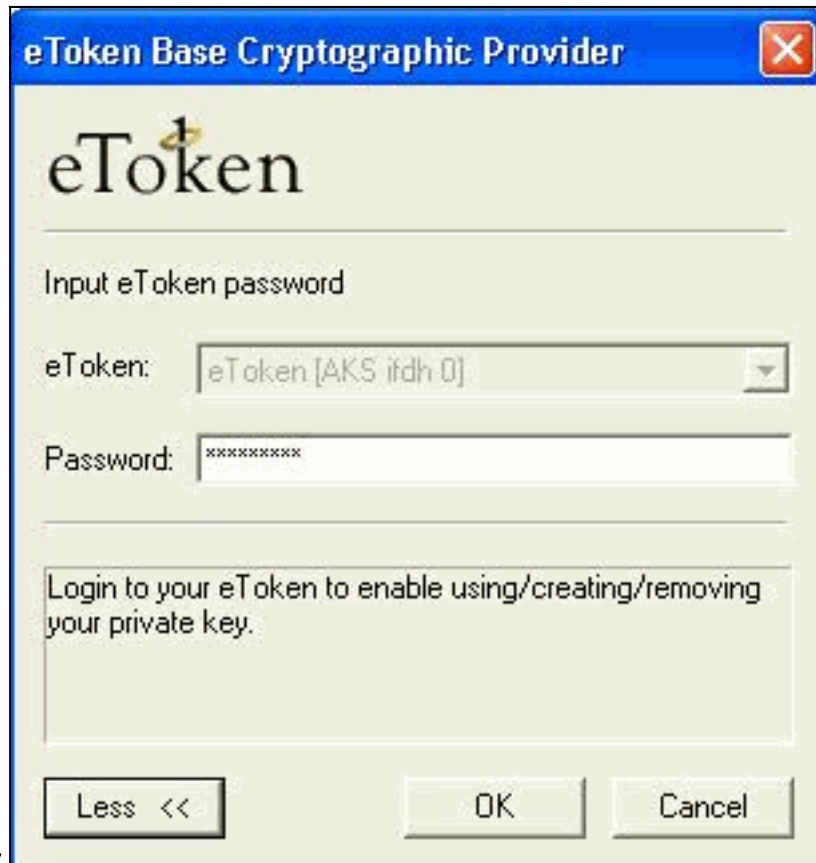 eToken Base Cryptographic Provider
eToken
Input eToken password
eToken: eToken [AKS ifdh 0]
Password: *********
Login to your eToken to enable using/creating/removing
your private key.
Less << OK Cancel